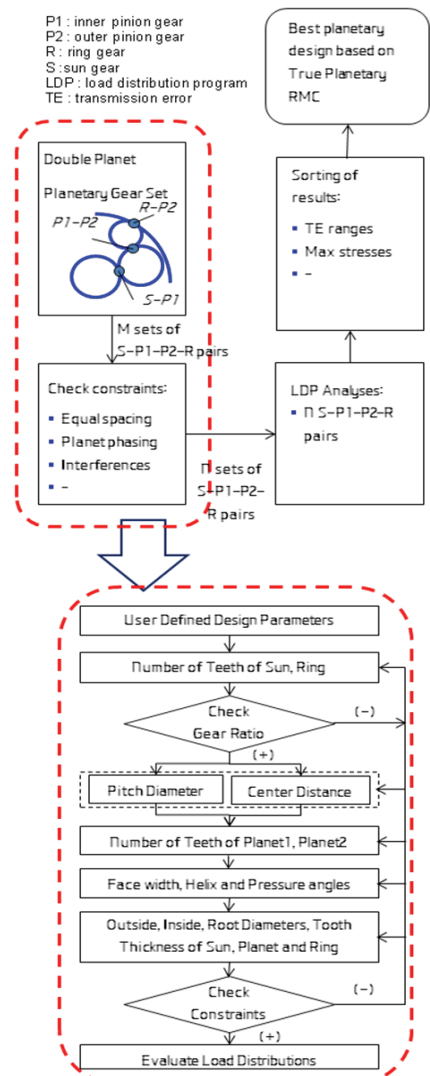 P1 : inner pinion gear
P2 : outer pinion gear
R : ring gear
S :sun gear
LDP : load distribution program
TE : transmission error
Best planetary
design based on
True Planetary
RMC
Double Planet
Planetary Gear Set
R-P2
P1-P2
S-P1
M sets of
S-P1-P2-R pairs
Check constraints:
▪ Equal spacing
▪ Planet phasing
▪ Interferences
▪ –
Π sets of
S-P1-P2-
R pairs
LDP Analyses:
▪ Π S-P1-P2-R
pairs
Sorting of
results:
▪ TE ranges
▪ Max stresses
▪ –
User Defined Design Parameters
Number of Teeth of Sun, Ring
Check
Gear Ratio
(-)
(+)
Pitch Diameter
Center Distance
Number of Teeth of Planet1, Planet2
Face width, Helix and Pressure angles
Outside, Inside, Root Diameters, Tooth
Thickness of Sun, Planet and Ring
Check
Constraints
(-)
(+)
Evaluate Load Distributions